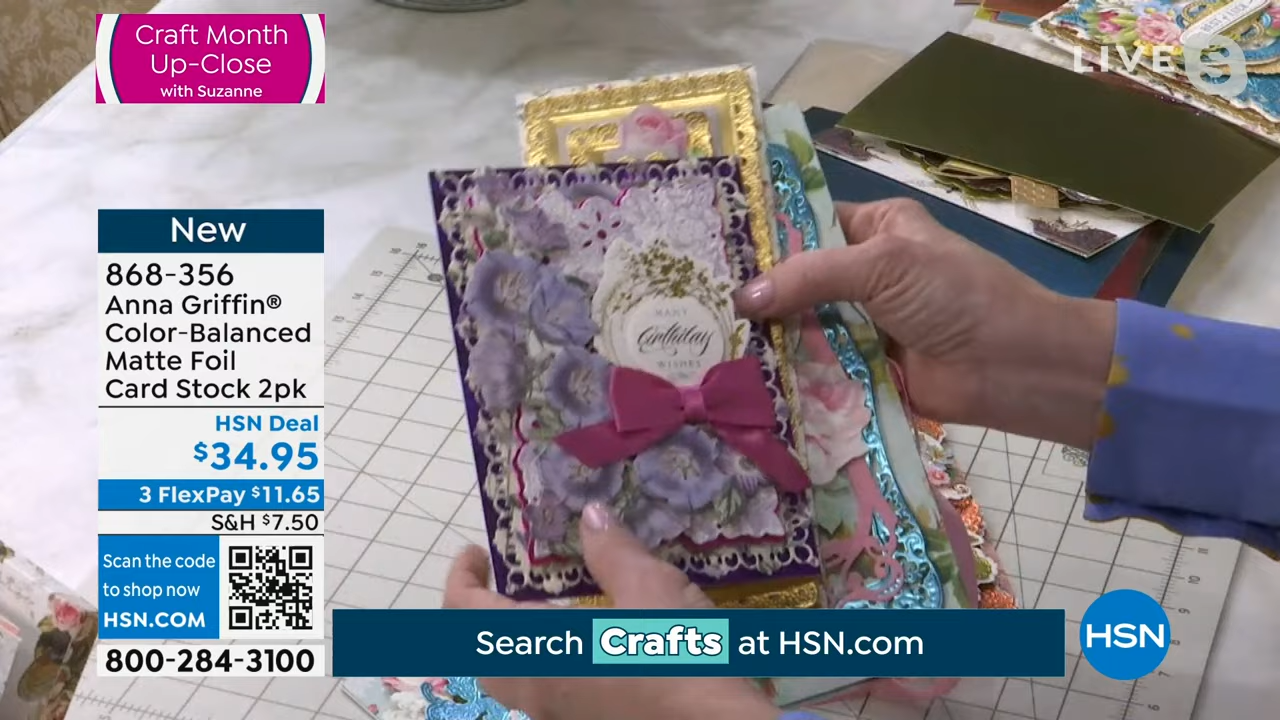 Craft Month
Up-Close
with Suzanne
LIVE
New
868-356
Anna Griffin®
Color-Balanced
Matte Foil
Card Stock 2pk
HSN Deal
$34.95
3 FlexPay $11.65
S&H $7.50
Scan the code
to shop now
HSN.COM
800-284-3100
MANY
Birthday
WISHES
Search Crafts at HSN.com
HSN